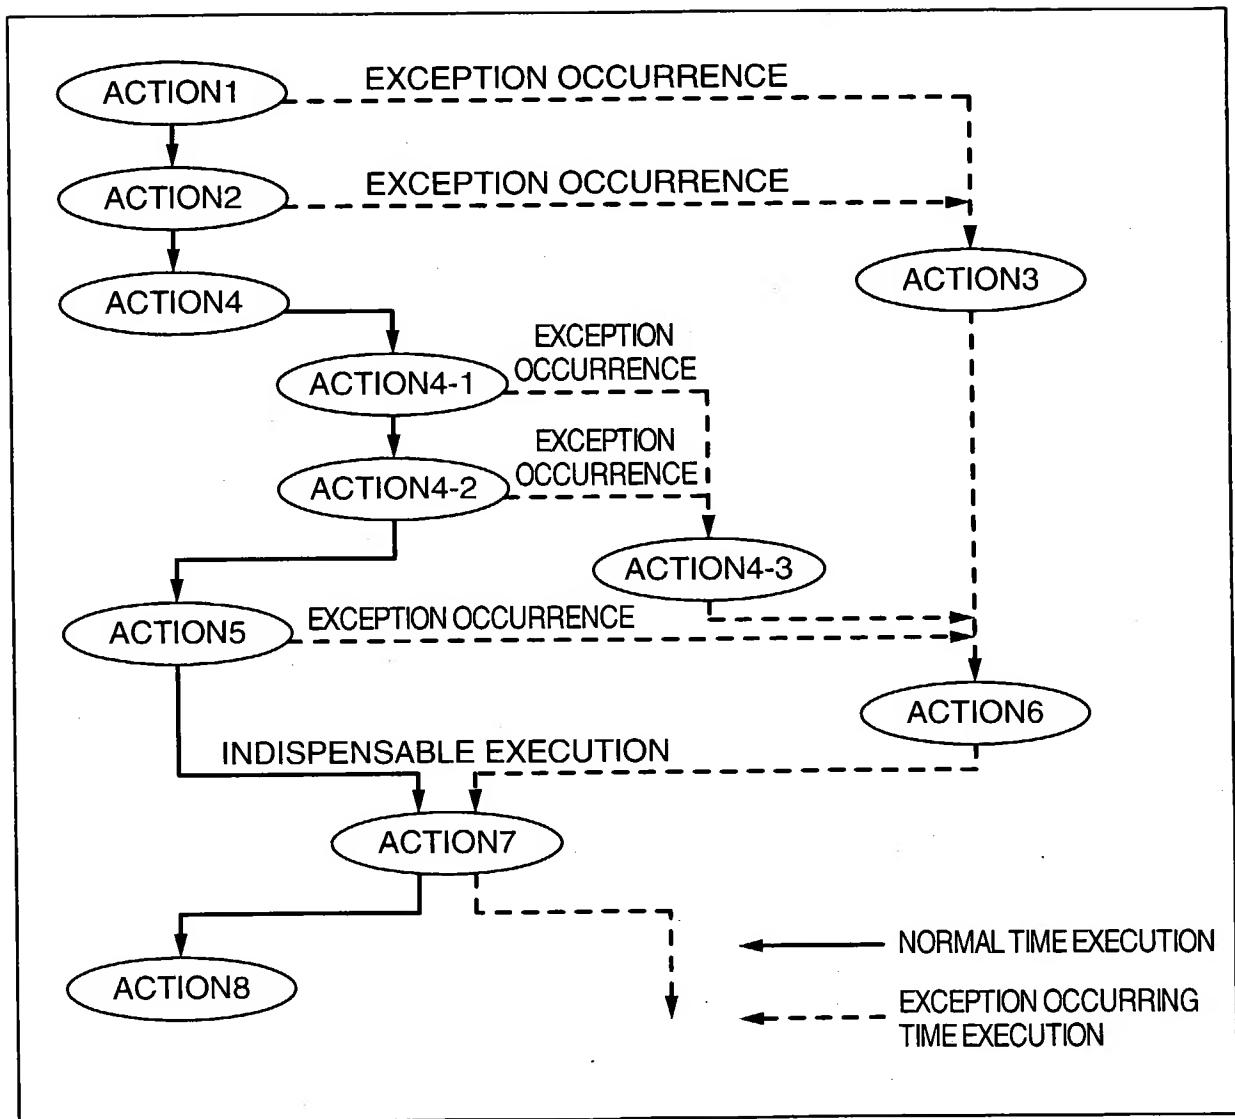 ACTION1
EXCEPTION OCCURRENCE
ACTION2
EXCEPTION OCCURRENCE
ACTION3
ACTION4
ACTION4-1
EXCEPTION
OCCURRENCE
ACTION4-2
EXCEPTION
OCCURRENCE
ACTION4-3
ACTION5
EXCEPTION OCCURRENCE
ACTION6
INDISPENSABLE EXECUTION
ACTION7
ACTION8
NORMAL TIME EXECUTION
EXCEPTION OCCURRING
TIME EXECUTION